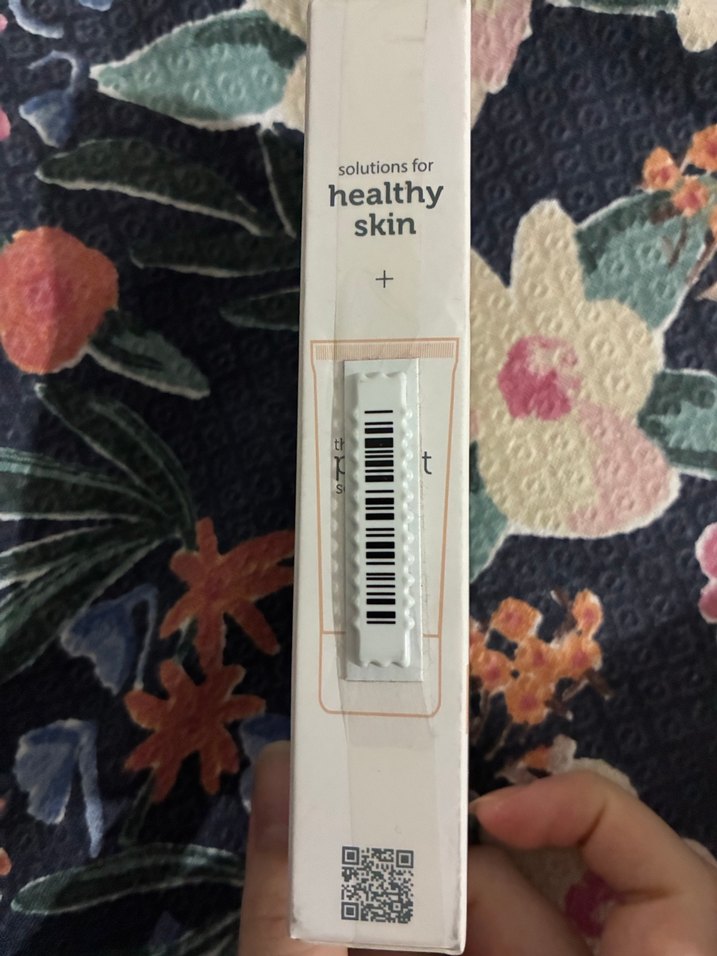 solutions for
healthy
skin
+